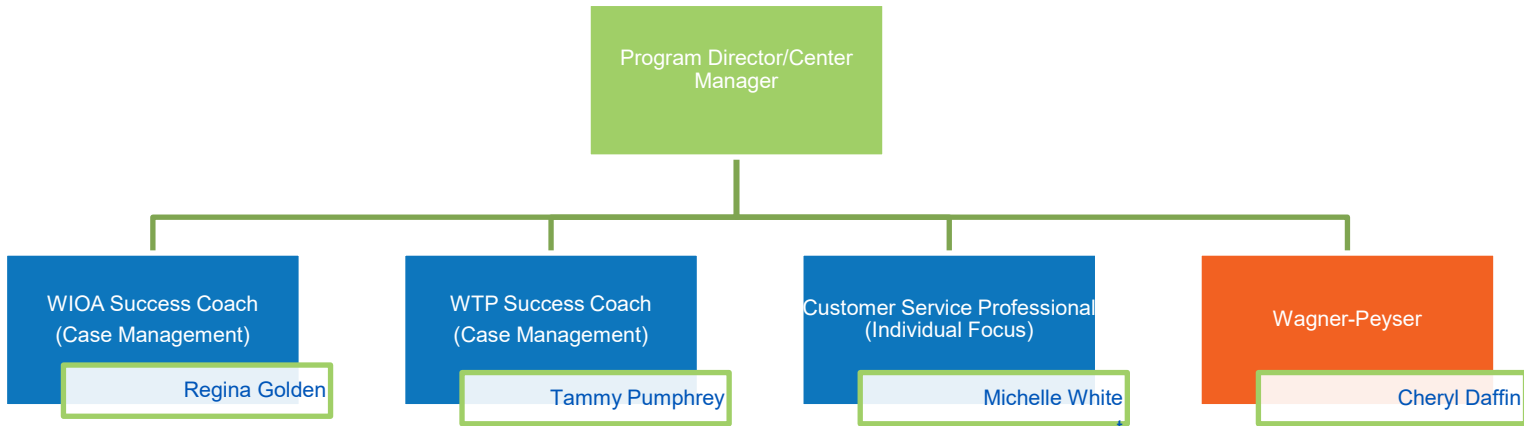 Program Director/Center
Manager
WIOA Success Coach
(Case Management)
Regina Golden
WTP Success Coach
(Case Management)
Tammy Pumphrey
Customer Service Professional
(Individual Focus)
Michelle White
Wagner-Peyser
Cheryl Daffin